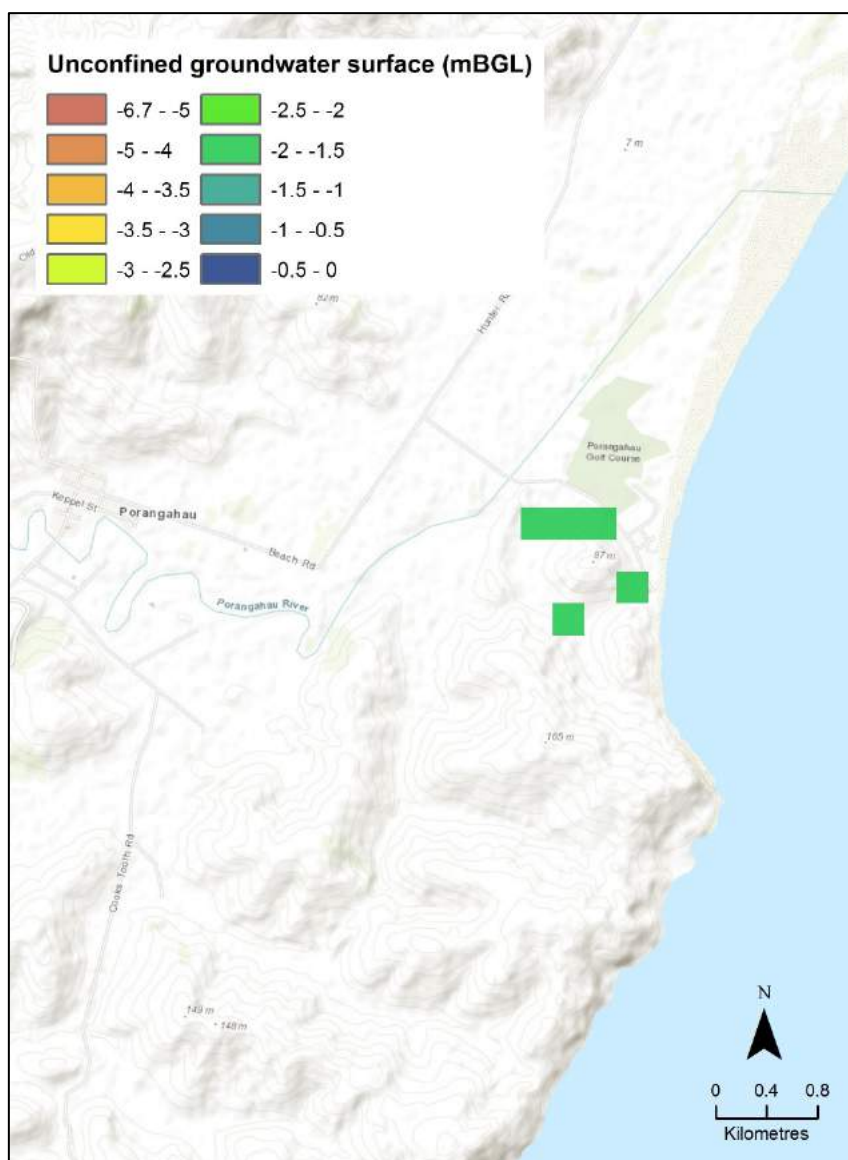 Unconfined groundwater surface (mBGL)
-6.7 - -5
-5 - -4
-4 - -3.5
-3.5 - -3
-3 - -2.5
-2.5 - -2
-2 - -1.5
-1.5 - -1
-1 - -0.5
-0.5 - 0
7 m
Old
82 m
Hunter R
Porangahau
Golf Course
Keppel St
Porangahau
Beach Rd
87 m
Porangahau River
165 m
Cooks Tooth Rd
149 m
148 m
N
0 0.4 0.8
Kilometres